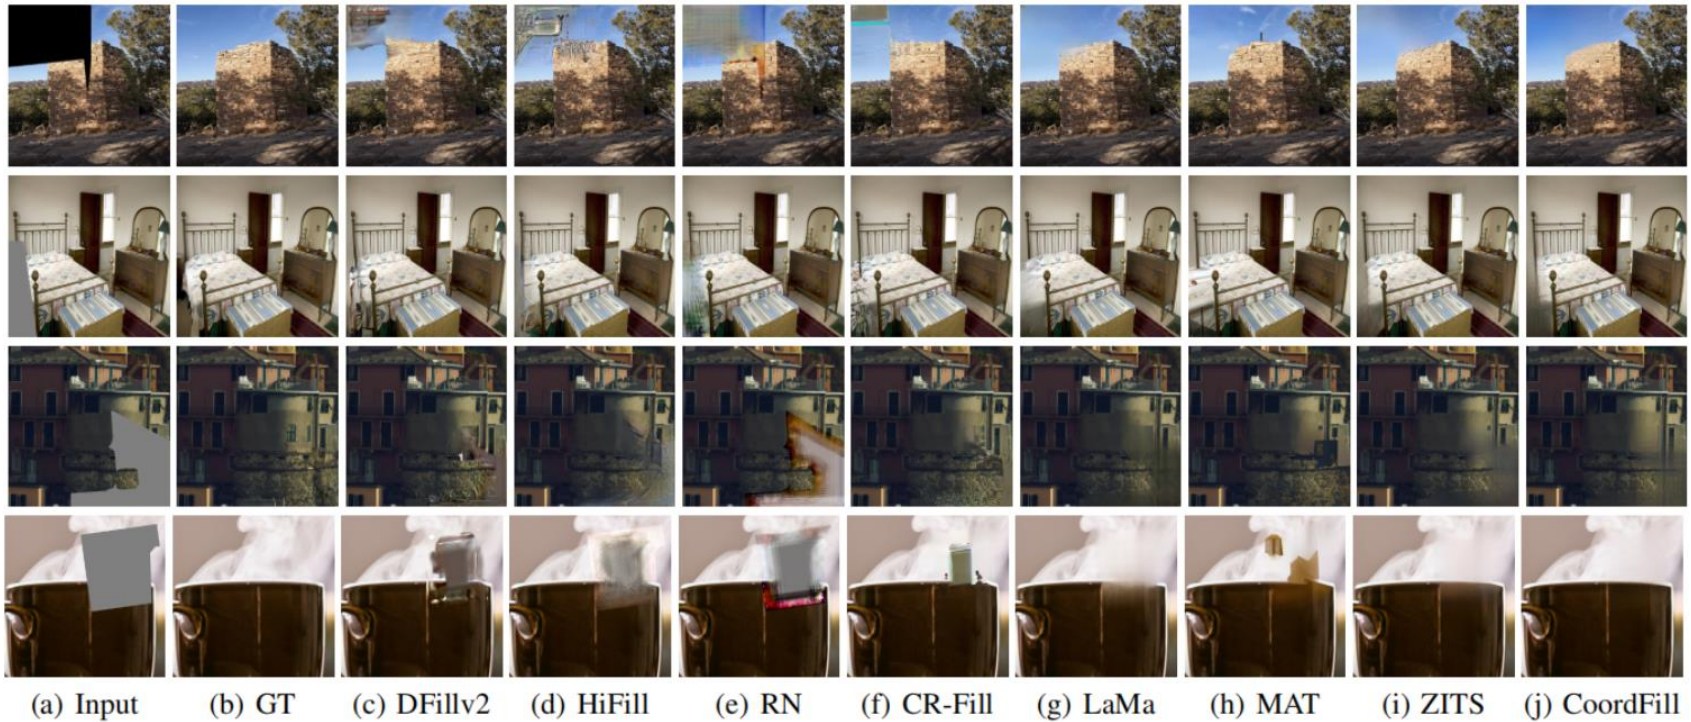 (a) Input (b) GT (c) DFillv2 (d) HiFill (e) RN (f) CR-Fill (g) LaMa (h) MAT (i) ZITS (j) CoordFill